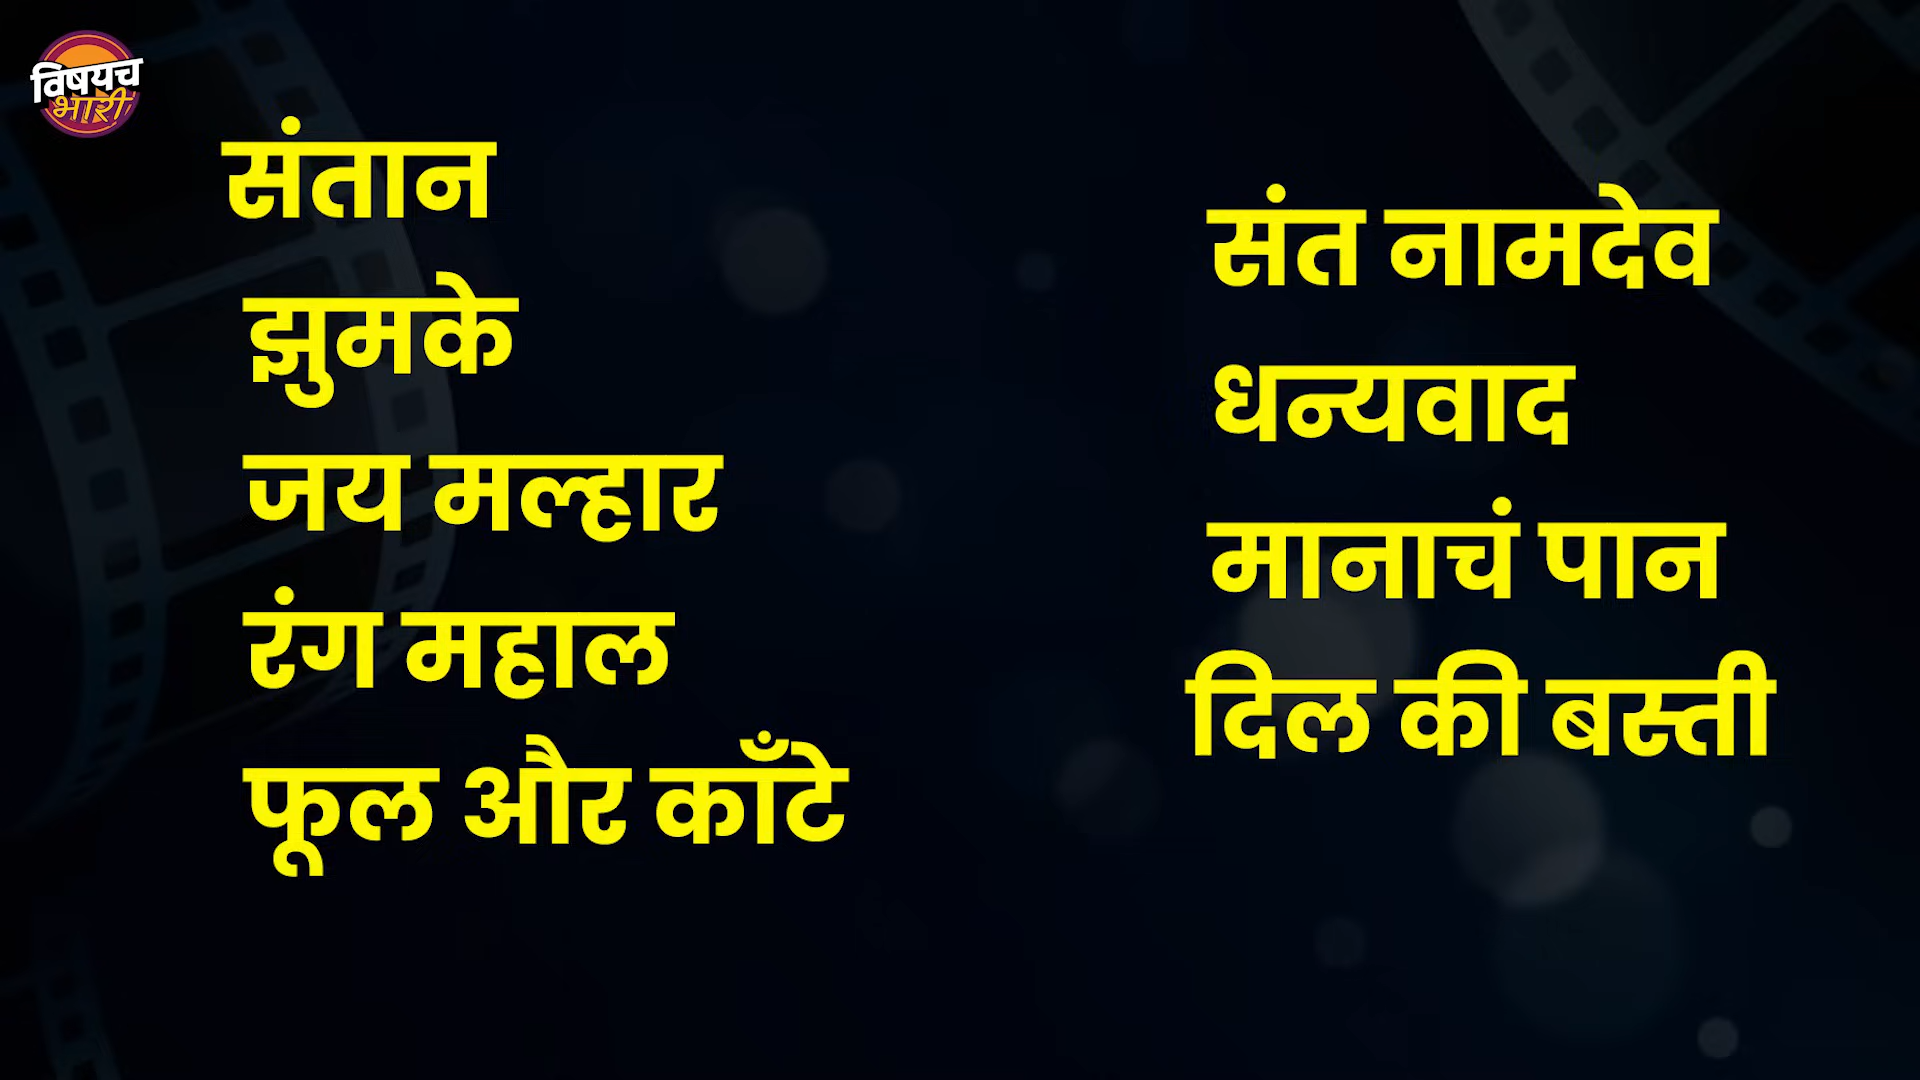 विषयच
भारी
संतान
झुमके
जय मल्हार
रंग महाल
फूल और काँटे
संत नामदेव
धन्यवाद
मानाचं पान
दिल की बस्ती